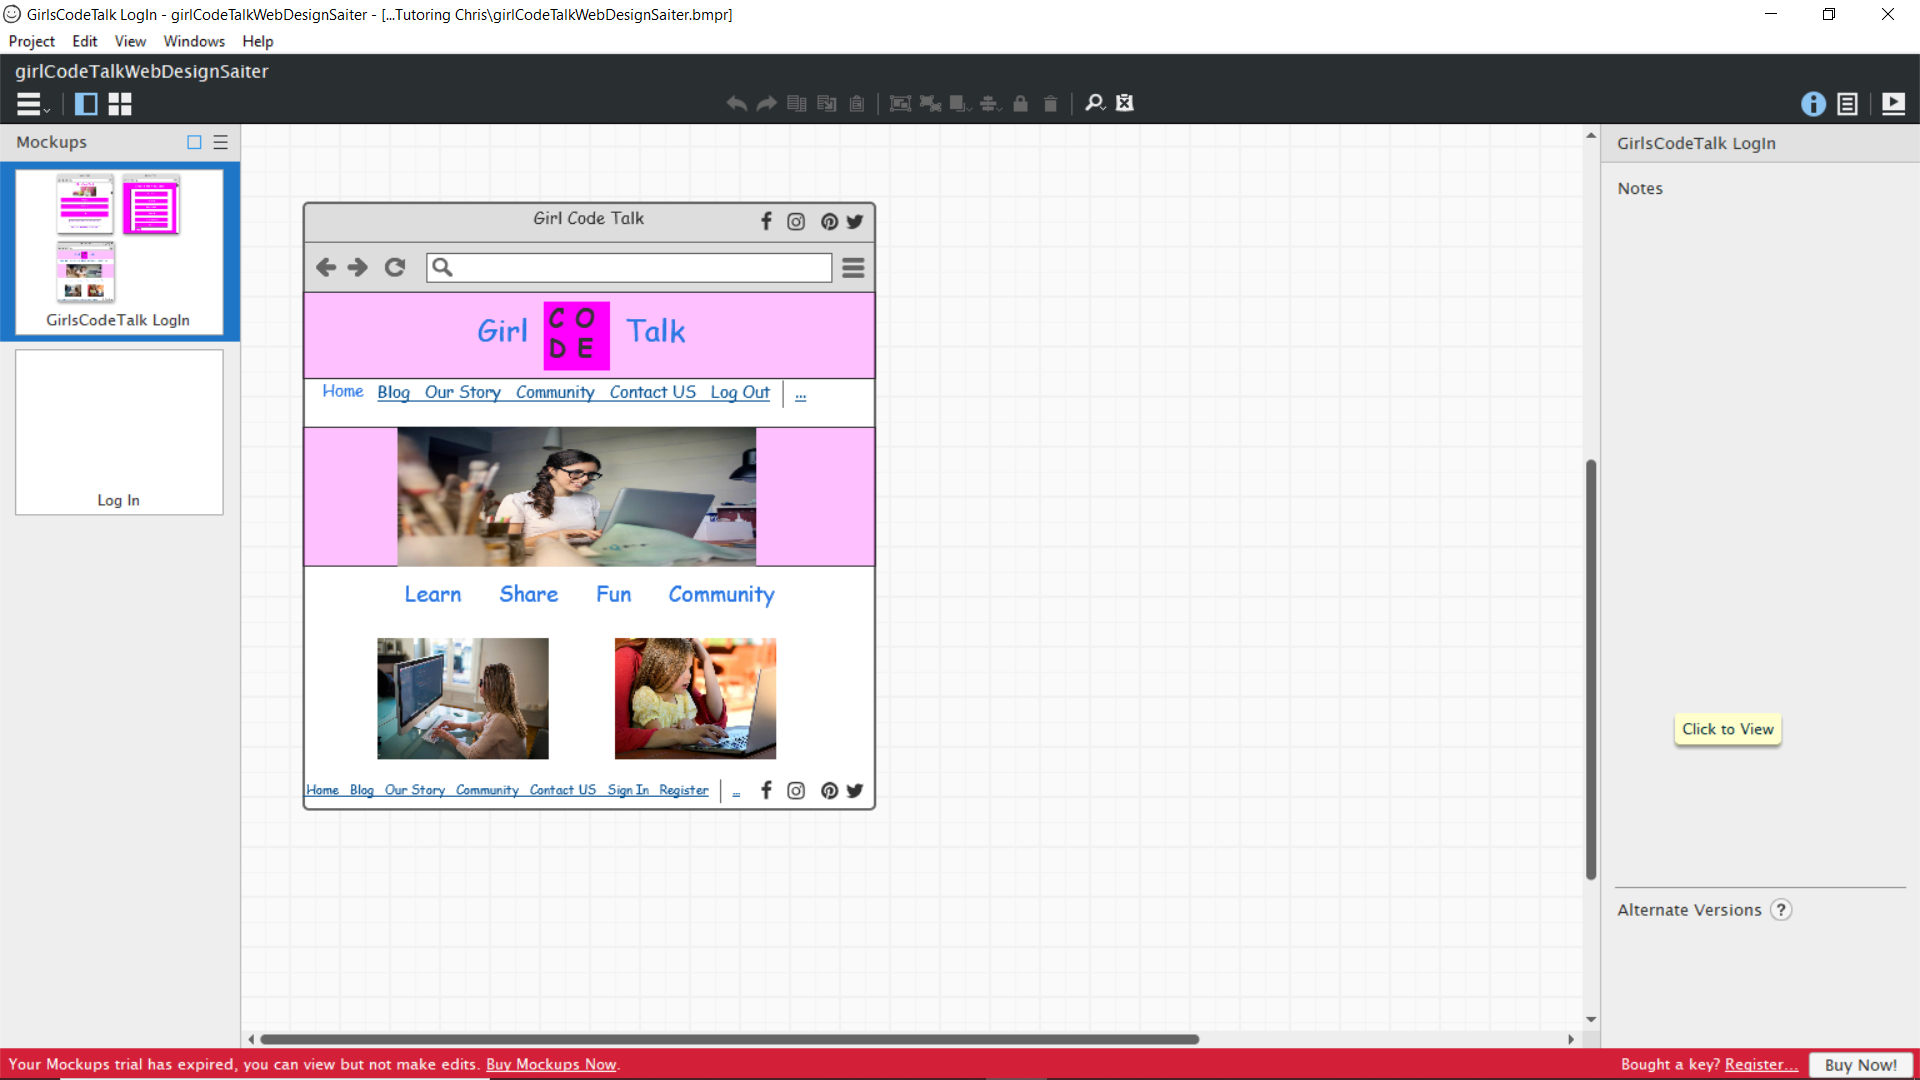 GirlsCodeTalk LogIn - girlCodeTalkWebDesignSaiter - [...Tutoring Chris\girlCodeTalkWebDesignSaiter.bmpr]
Project Edit View Windows Help
girlCodeTalkWebDesignSaiter
Mockups
GirlsCodeTalk LogIn
Log In
Girl Code Talk
Girl CODE Talk
Home Blog Our Story Community Contact US Log Out ...
Learn Share Fun Community
Home Blog Our Story Community Contact US Sign In Register ...
GirlsCodeTalk LogIn
Notes
Click to View
Alternate Versions ?
Your Mockups trial has expired, you can view but not make edits. Buy Mockups Now.
Bought a key? Register... Buy Now!